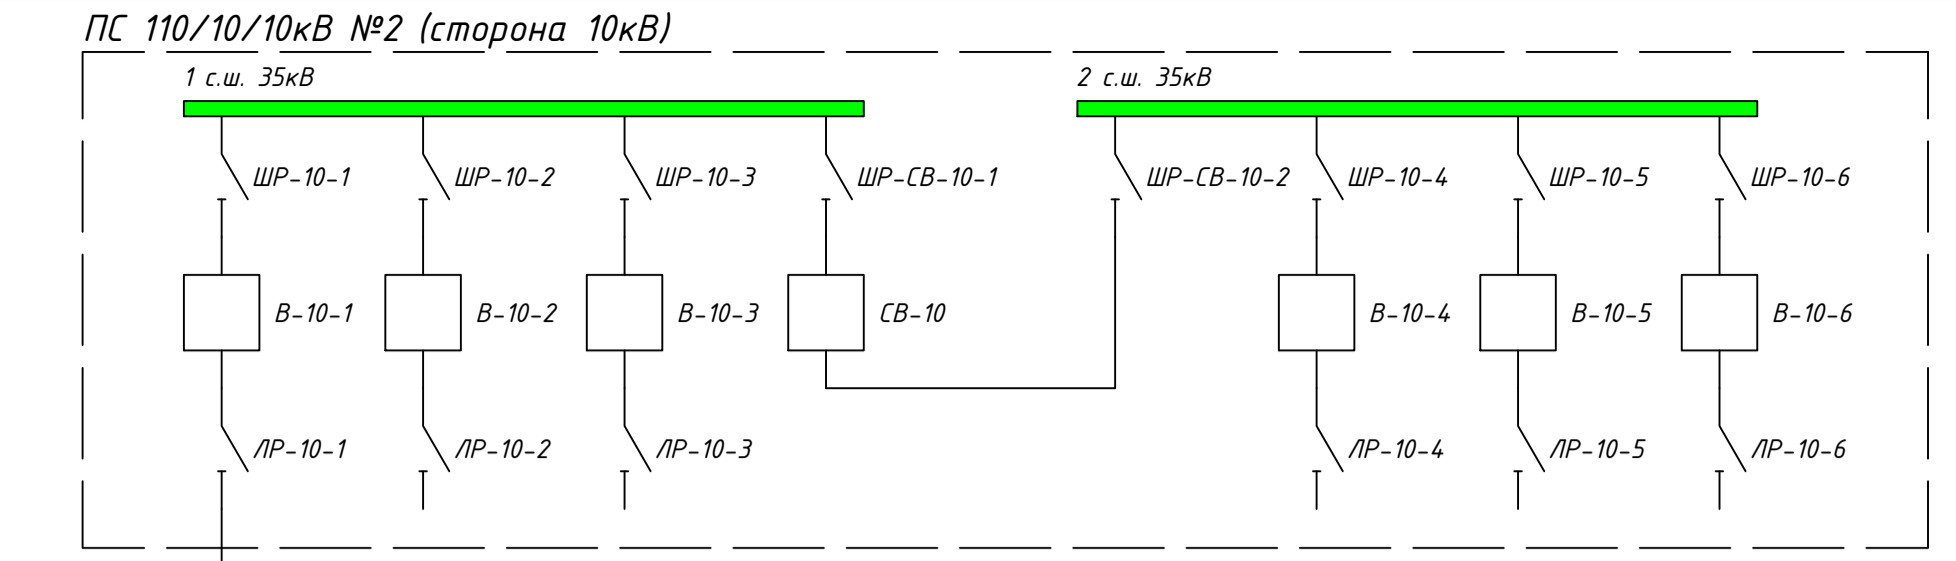 ПС 110/10/10кВ №2 (сторона 10кВ)
1 с.ш. 35кВ
2 с.ш. 35кВ
ШР-10-1
ШР-10-2
ШР-10-3
ШР-СВ-10-1
ШР-СВ-10-2
ШР-10-4
ШР-10-5
ШР-10-6
В-10-1
В-10-2
В-10-3
СВ-10
В-10-4
В-10-5
В-10-6
ЛР-10-1
ЛР-10-2
ЛР-10-3
ЛР-10-4
ЛР-10-5
ЛР-10-6